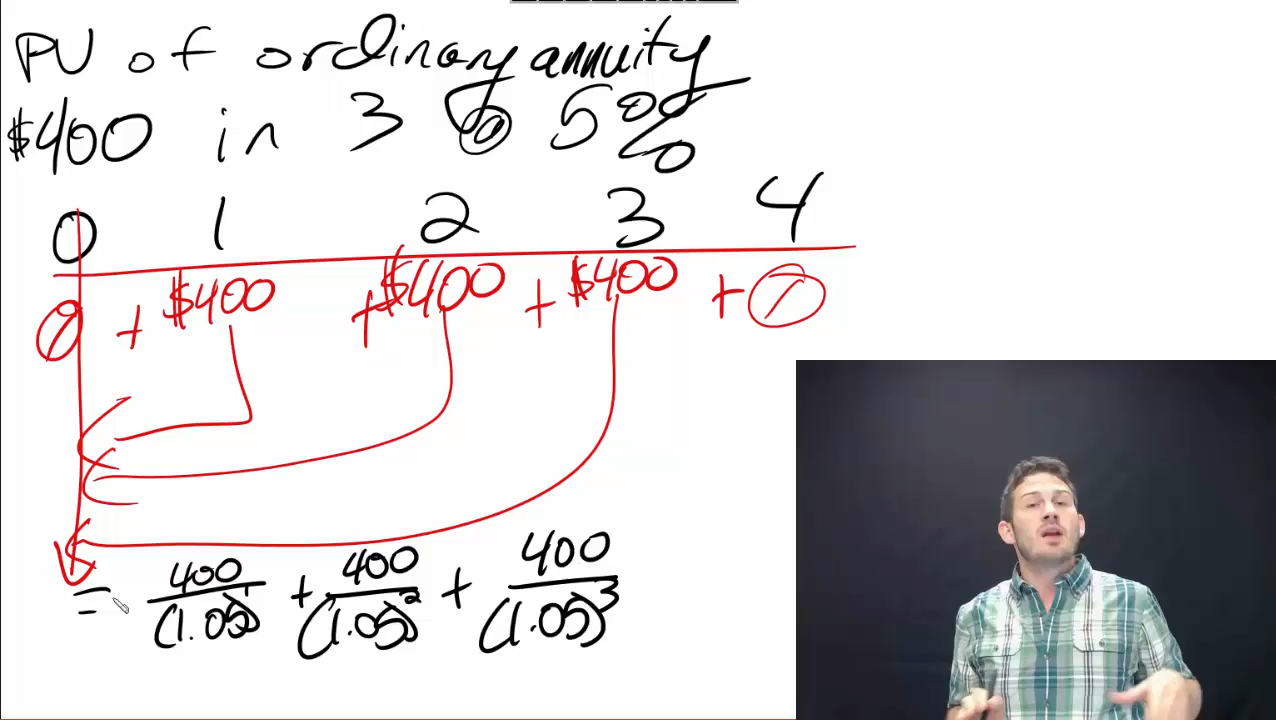 PV of ordinary annuity
$400 in 3 @ 5%
0 1 2 3 4
0 + $400 + $400 + $400 + 0
= 400/(1.05)¹ + 400/(1.05)² + 400/(1.05)³